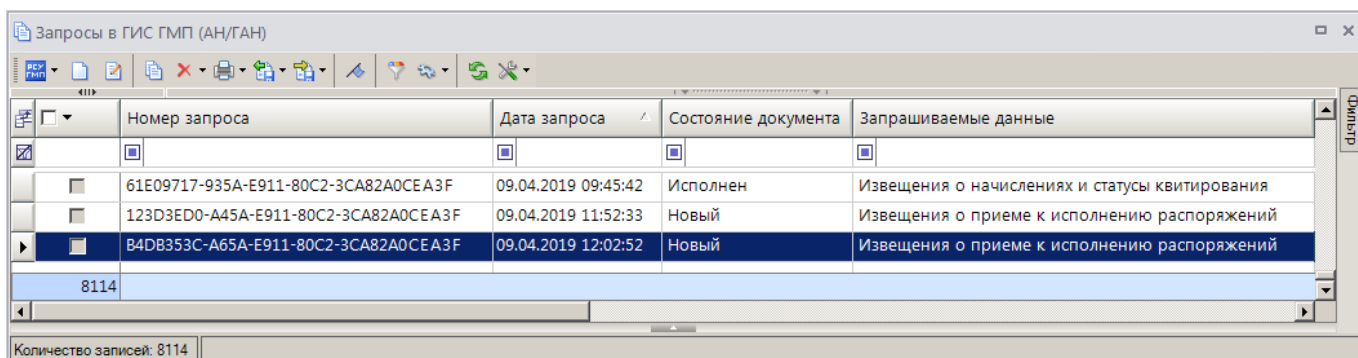 Запросы в ГИС ГМП (АН/ГАН)
РСУ ГМП
Номер запроса Дата запроса Состояние документа Запрашиваемые данные
Фильтр
61E09717-935A-E911-80C2-3CA82A0CEA3F 09.04.2019 09:45:42 Исполнен Извещения о начислениях и статусы квитирования
123D3ED0-A45A-E911-80C2-3CA82A0CEA3F 09.04.2019 11:52:33 Новый Извещения о приеме к исполнению распоряжений
B4DB353C-A65A-E911-80C2-3CA82A0CEA3F 09.04.2019 12:02:52 Новый Извещения о приеме к исполнению распоряжений
8114
Количество записей: 8114